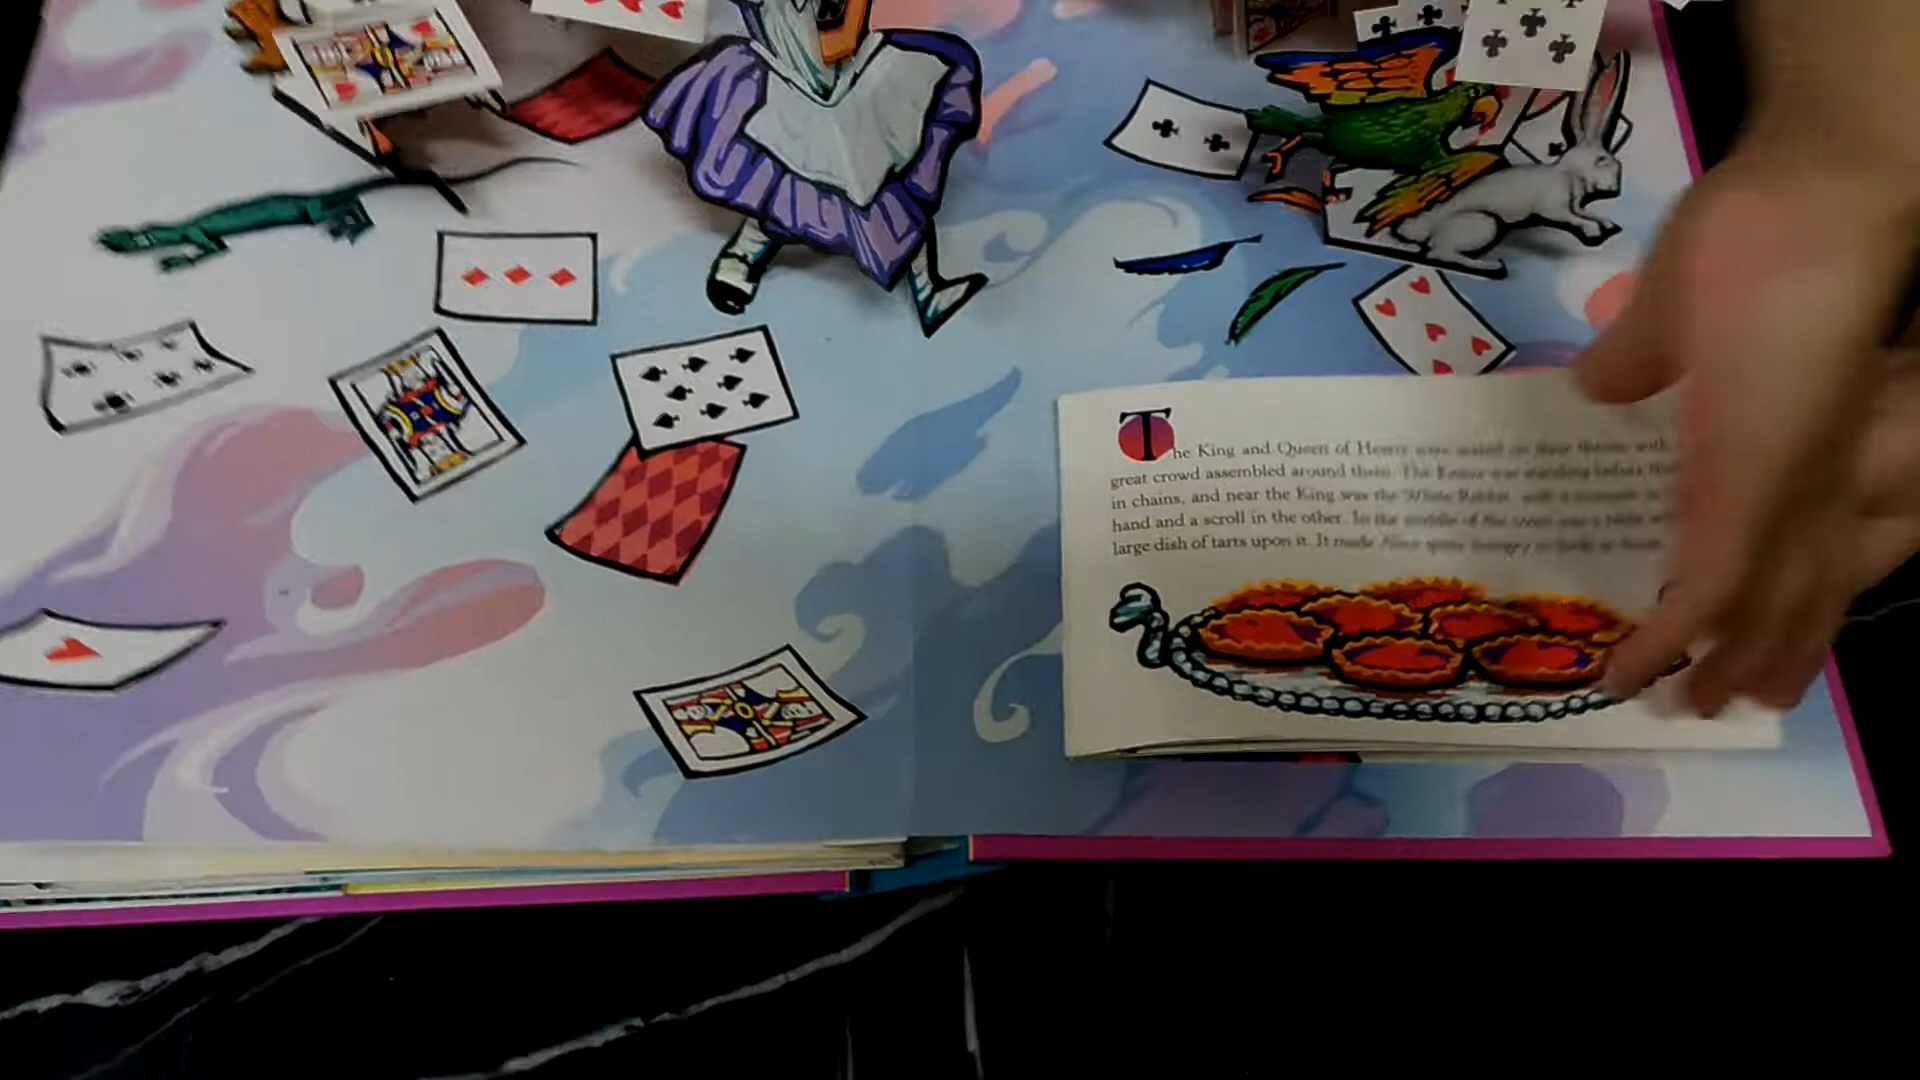 The King and Queen of Hearts were seated on their throne with
great crowd assembled around them. The Knave was standing before
in chains, and near the King was the White Rabbit, with a trumpet in
hand and a scroll in the other. In the middle of the court was a table
large dish of tarts upon it. It made Alice quite hungry to look at them.